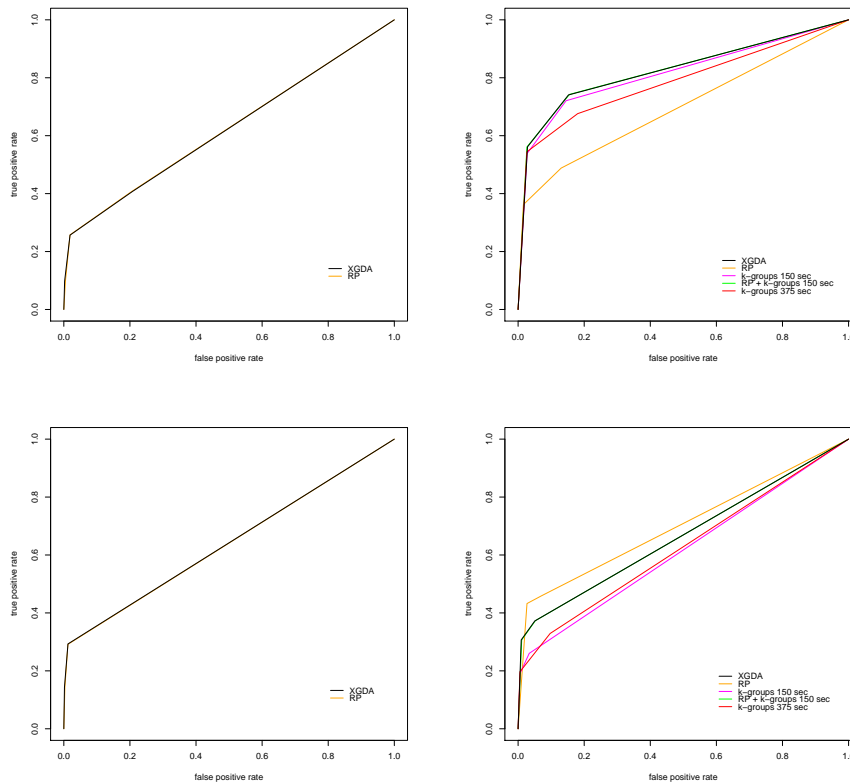 1.0
0.8
0.6
0.4
0.2
0.0
true positive rate
XGDA
RP
0.0 0.2 0.4 0.6 0.8 1.0
false positive rate
1.0
0.8
0.6
0.4
0.2
0.0
true positive rate
XGDA
RP
k−groups 150 sec
RP + k−groups 150 sec
k−groups 375 sec
0.0 0.2 0.4 0.6 0.8 1.0
false positive rate
1.0
0.8
0.6
0.4
0.2
0.0
true positive rate
XGDA
RP
0.0 0.2 0.4 0.6 0.8 1.0
false positive rate
1.0
0.8
0.6
0.4
0.2
0.0
true positive rate
XGDA
RP
k−groups 150 sec
RP + k−groups 150 sec
k−groups 375 sec
0.0 0.2 0.4 0.6 0.8 1.0
false positive rate